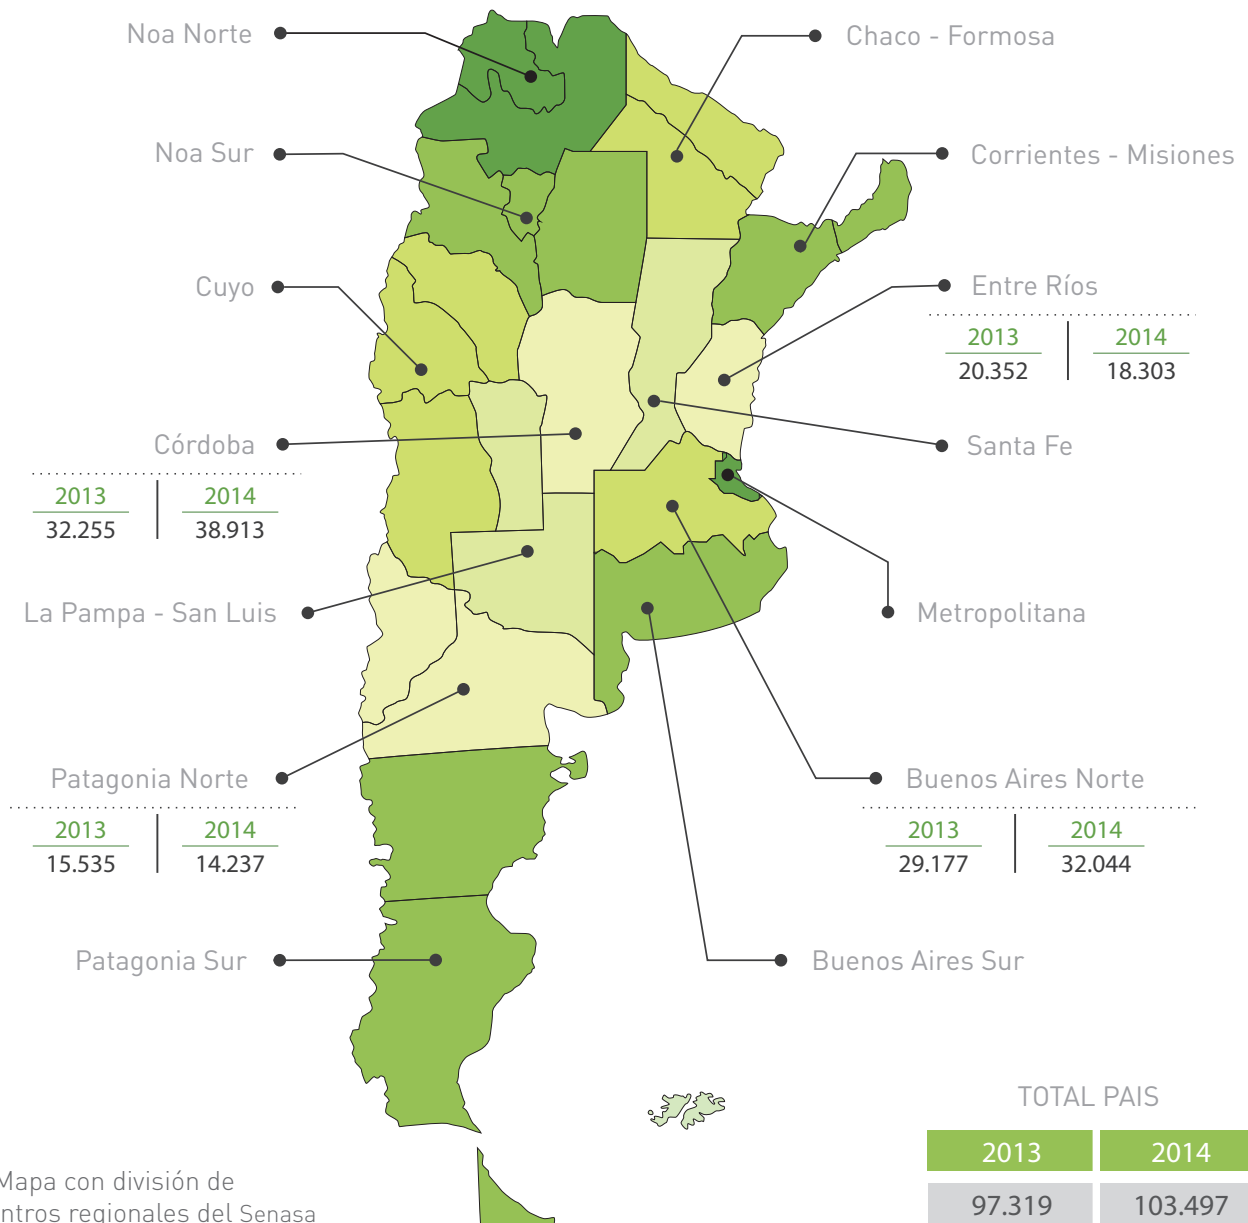 Noa Norte
Chaco - Formosa
Noa Sur
Corrientes - Misiones
Cuyo
Entre Ríos
2013 2014
20.352 18.303
Córdoba
2013 2014
32.255 38.913
Santa Fe
La Pampa - San Luis
Metropolitana
Patagonia Norte
2013 2014
15.535 14.237
Buenos Aires Norte
2013 2014
29.177 32.044
Patagonia Sur
Buenos Aires Sur
TOTAL PAIS
2013 2014
97.319 103.497
Mapa con división de
ntros regionales del Senasa